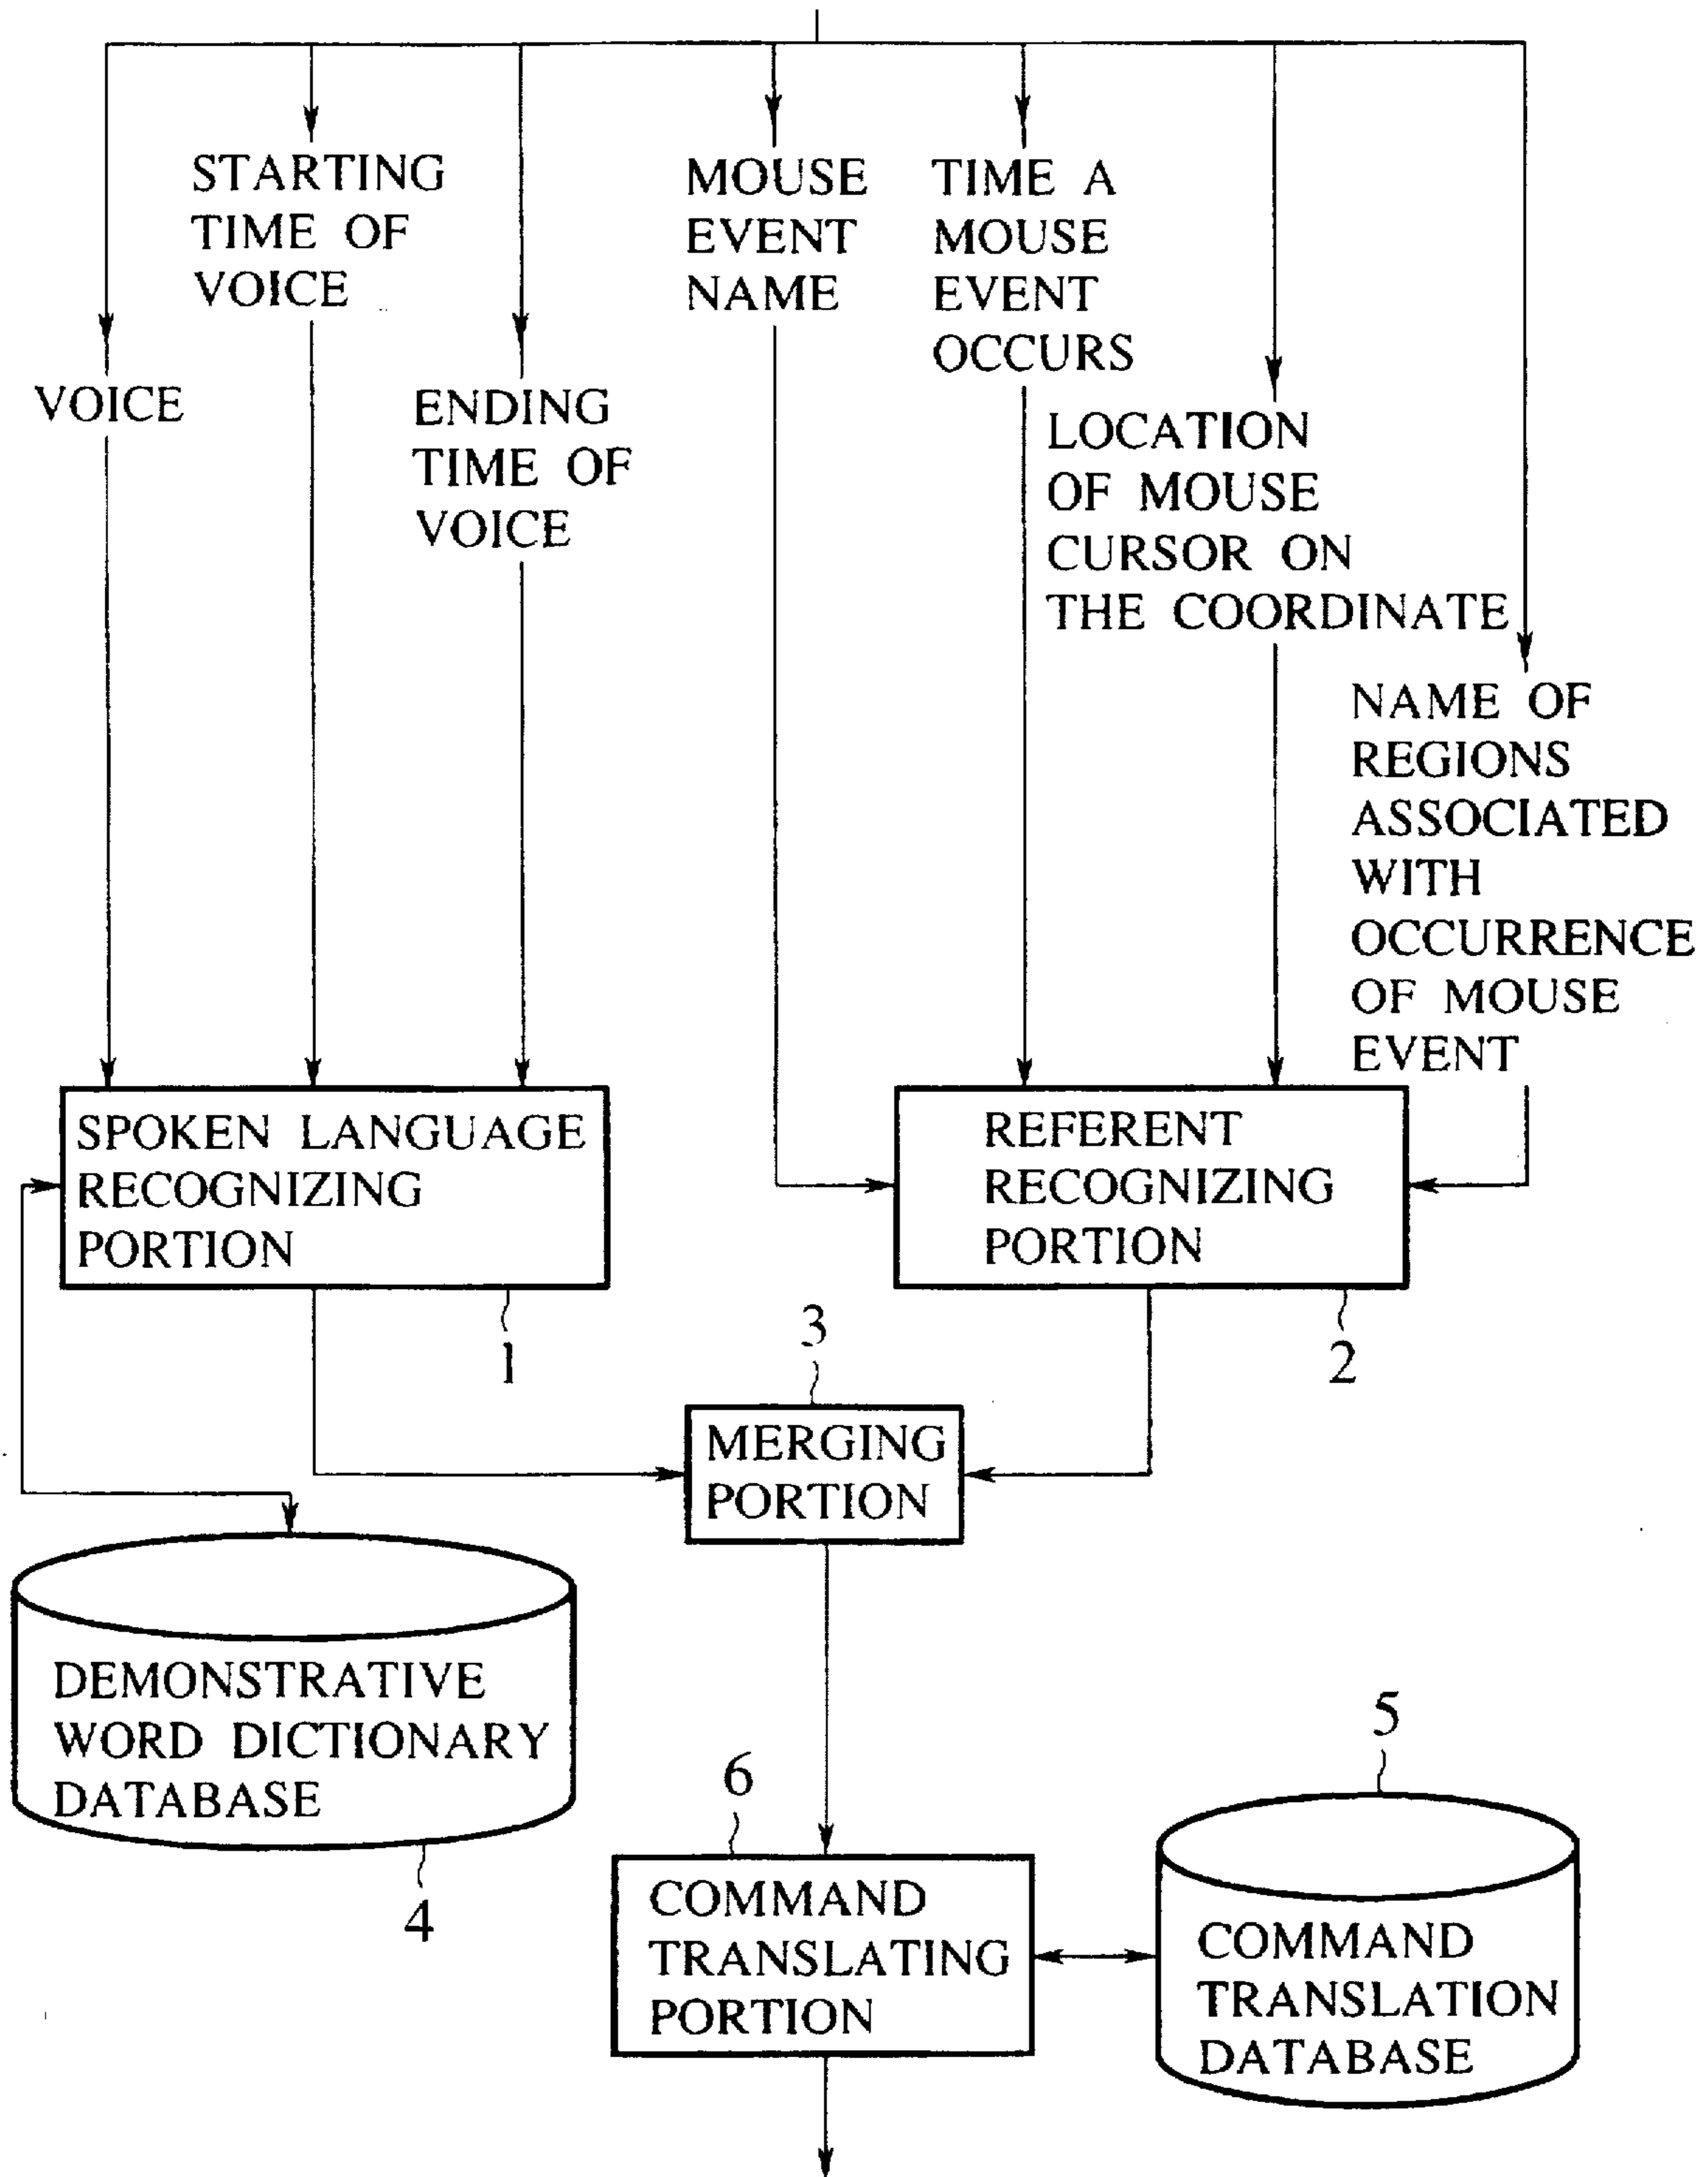 STARTING
TIME OF
VOICE
MOUSE
EVENT
NAME
TIME A
MOUSE
EVENT
OCCURS
VOICE
ENDING
TIME OF
VOICE
LOCATION
OF MOUSE
CURSOR ON
THE COORDINATE
NAME OF
REGIONS
ASSOCIATED
WITH
OCCURRENCE
OF MOUSE
EVENT
SPOKEN LANGUAGE
RECOGNIZING
PORTION
1
REFERENT
RECOGNIZING
PORTION
2
3
MERGING
PORTION
DEMONSTRATIVE
WORD DICTIONARY
DATABASE
4
6
COMMAND
TRANSLATING
PORTION
5
COMMAND
TRANSLATION
DATABASE